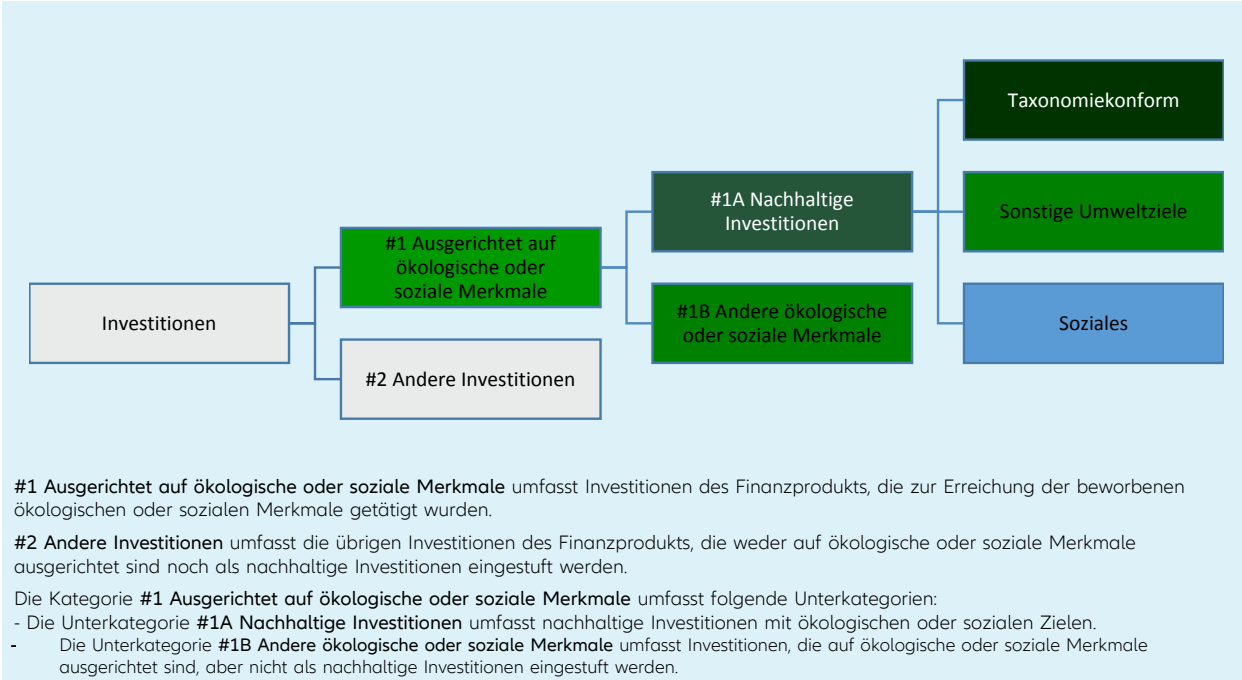 Taxonomiekonform
#1A Nachhaltige
Investitionen
Sonstige Umweltziele
#1 Ausgerichtet auf
ökologische oder
soziale Merkmale
Investitionen
#1B Andere ökologische
oder soziale Merkmale
Soziales
#2 Andere Investitionen
#1 Ausgerichtet auf ökologische oder soziale Merkmale umfasst Investitionen des Finanzprodukts, die zur Erreichung der beworbenen
ökologischen oder sozialen Merkmale getätigt wurden.
#2 Andere Investitionen umfasst die übrigen Investitionen des Finanzprodukts, die weder auf ökologische oder soziale Merkmale
ausgerichtet sind noch als nachhaltige Investitionen eingestuft werden.
Die Kategorie #1 Ausgerichtet auf ökologische oder soziale Merkmale umfasst folgende Unterkategorien:
- Die Unterkategorie #1A Nachhaltige Investitionen umfasst nachhaltige Investitionen mit ökologischen oder sozialen Zielen.
- Die Unterkategorie #1B Andere ökologische oder soziale Merkmale umfasst Investitionen, die auf ökologische oder soziale Merkmale
ausgerichtet sind, aber nicht als nachhaltige Investitionen eingestuft werden.